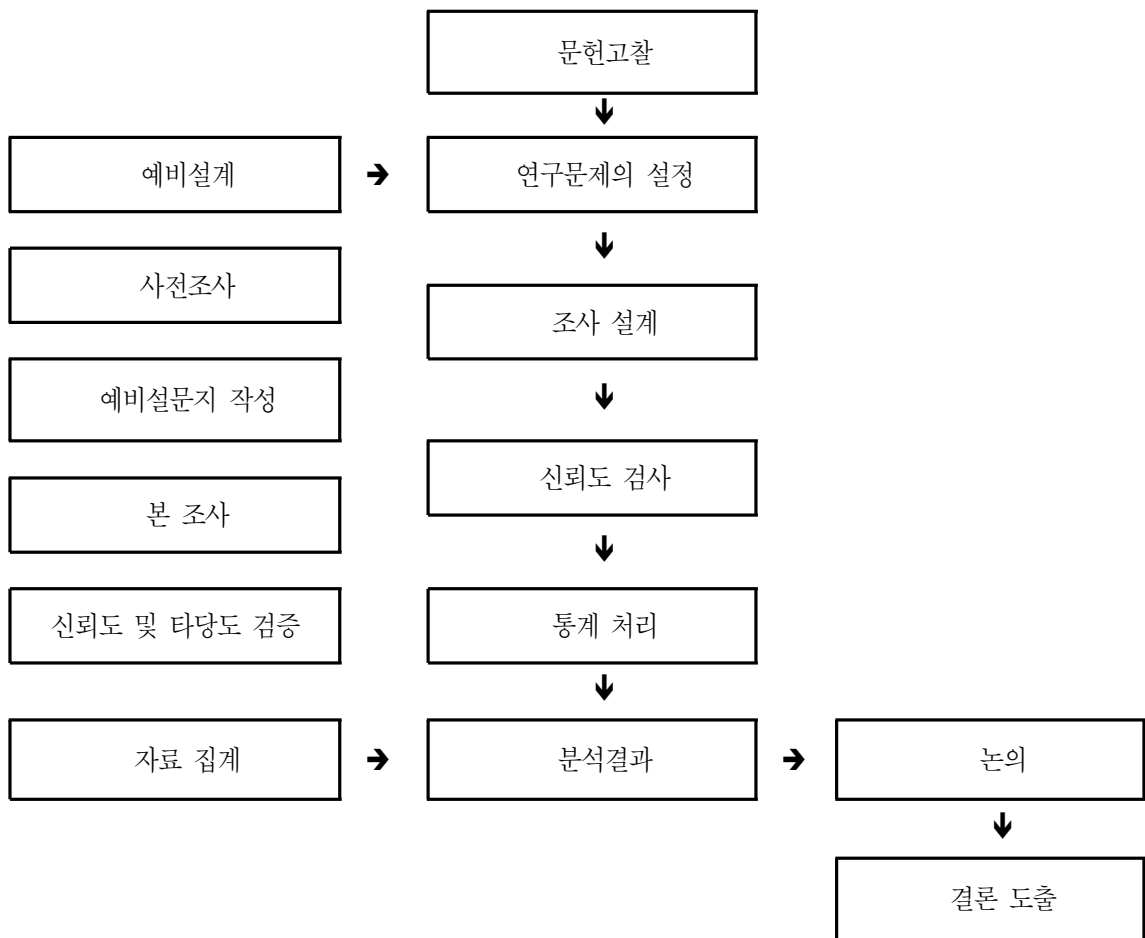 문헌고찰
예비설계 ➔ 연구문제의 설정
사전조사
조사 설계
예비설문지 작성
신뢰도 검사
본 조사
신뢰도 및 타당도 검증
통계 처리
자료 집계 ➔ 분석결과 ➔ 논의
결론 도출